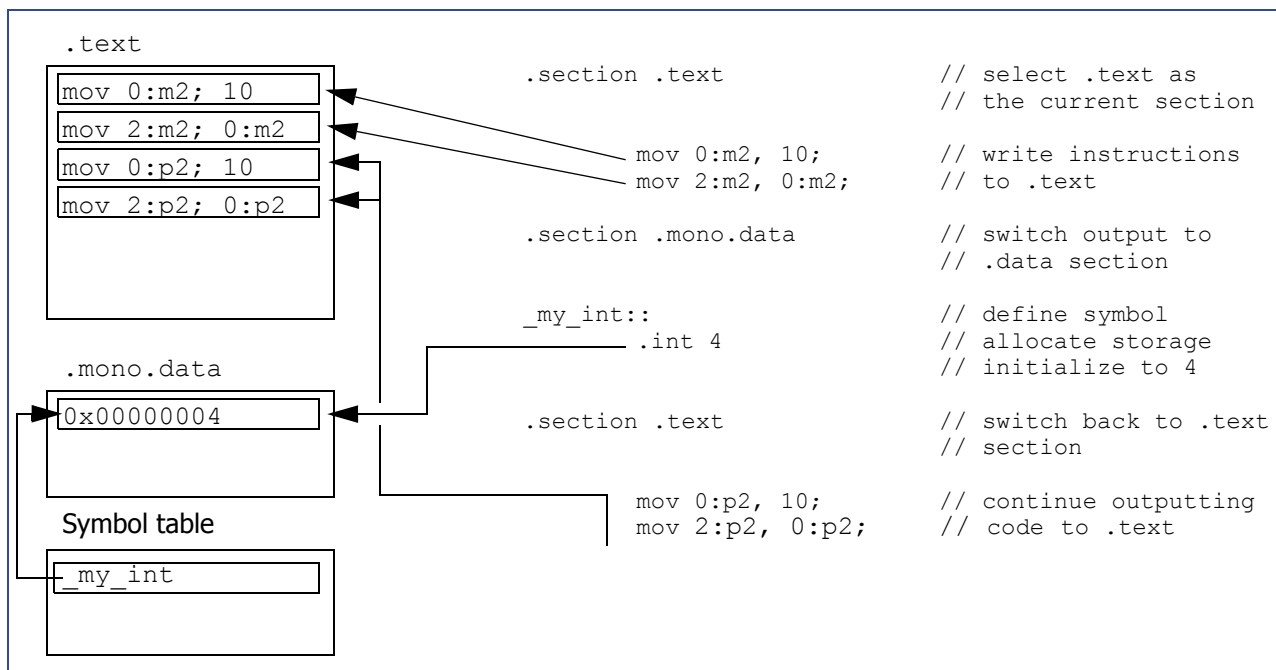 .text
mov 0:m2; 10
mov 2:m2; 0:m2
mov 0:p2; 10
mov 2:p2; 0:p2
.mono.data
0x00000004
Symbol table
_my_int
.section .text // select .text as
// the current section
mov 0:m2, 10; // write instructions
mov 2:m2, 0:m2; // to .text
.section .mono.data // switch output to
// .data section
_my_int:: // define symbol
.int 4 // allocate storage
// initialize to 4
.section .text // switch back to .text
// section
mov 0:p2, 10; // continue outputting
mov 2:p2, 0:p2; // code to .text